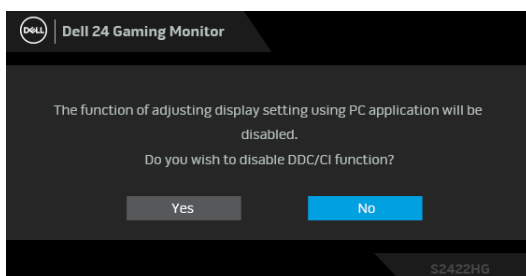 DELL
Dell 24 Gaming Monitor
The function of adjusting display setting using PC application will be
disabled.
Do you wish to disable DDC/CI function?
Yes
No
S2422HG